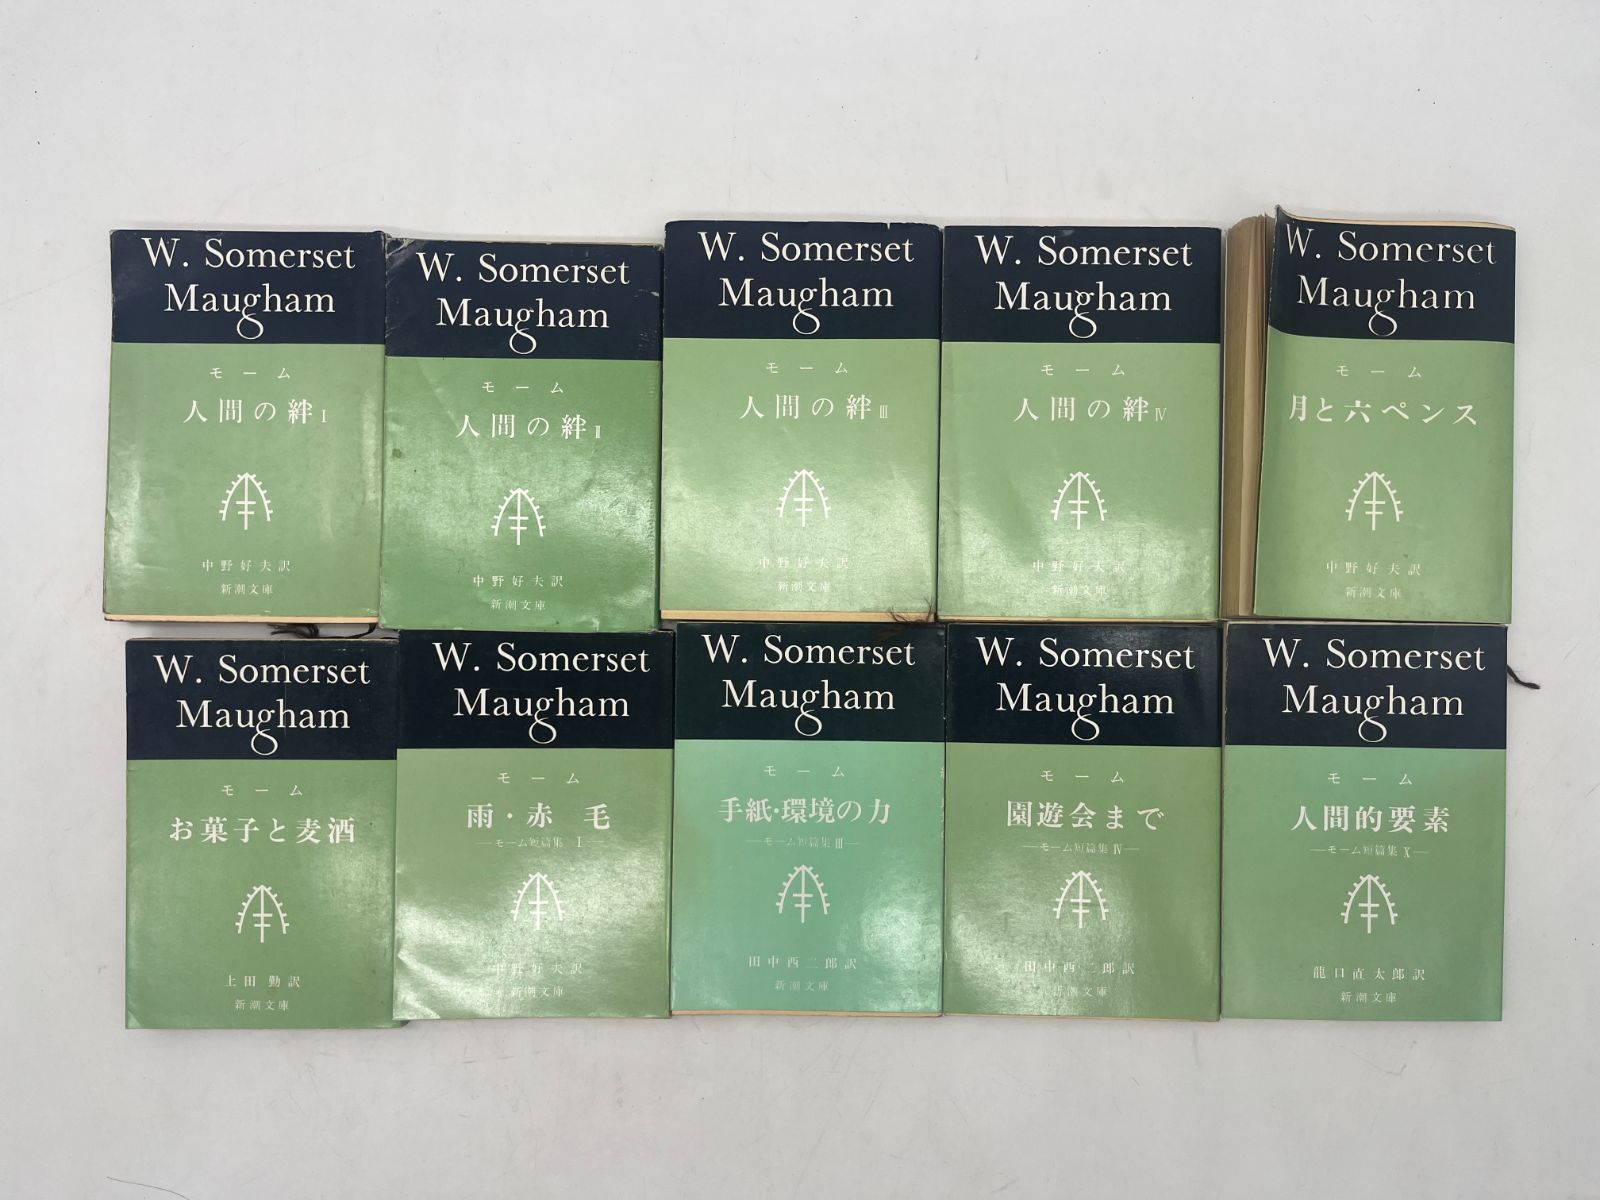 W. Somerset
Maugham
モーム
人間の絆 I
中野好夫訳
新潮文庫
W. Somerset
Maugham
モーム
人間の絆 II
中野好夫訳
新潮文庫
W. Somerset
Maugham
モーム
人間の絆 III
中野好夫訳
新潮文庫
W. Somerset
Maugham
モーム
人間の絆 IV
中野好夫訳
新潮文庫
W. Somerset
Maugham
モーム
月と六ペンス
中野好夫訳
新潮文庫
W. Somerset
Maugham
モーム
お菓子と麦酒
上田勤訳
新潮文庫
W. Somerset
Maugham
モーム
雨・赤毛
―モーム短篇集 I―
中野好夫訳
新潮文庫
W. Somerset
Maugham
モーム
手紙・環境の力
―モーム短篇集 III―
田中西二郎訳
新潮文庫
W. Somerset
Maugham
モーム
園遊会まで
―モーム短篇集 IV―
田中西二郎訳
新潮文庫
W. Somerset
Maugham
モーム
人間的要素
―モーム短篇集 X―
龍口直太郎訳
新潮文庫